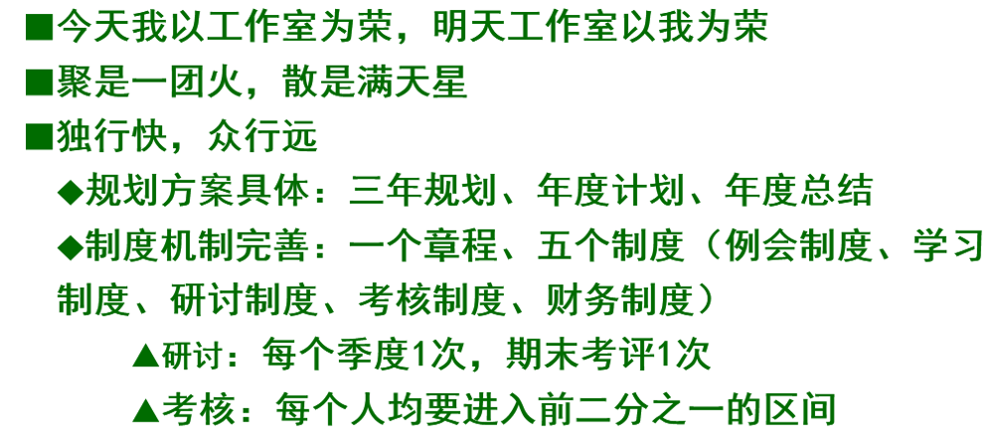 ■今天我以工作室为荣，明天工作室以我为荣
■聚是一团火，散是满天星
■独行快，众行远
◆规划方案具体：三年规划、年度计划、年度总结
◆制度机制完善：一个章程、五个制度（例会制度、学习
制度、研讨制度、考核制度、财务制度）
▲研讨：每个季度1次，期末考评1次
▲考核：每个人均要进入前二分之一的区间